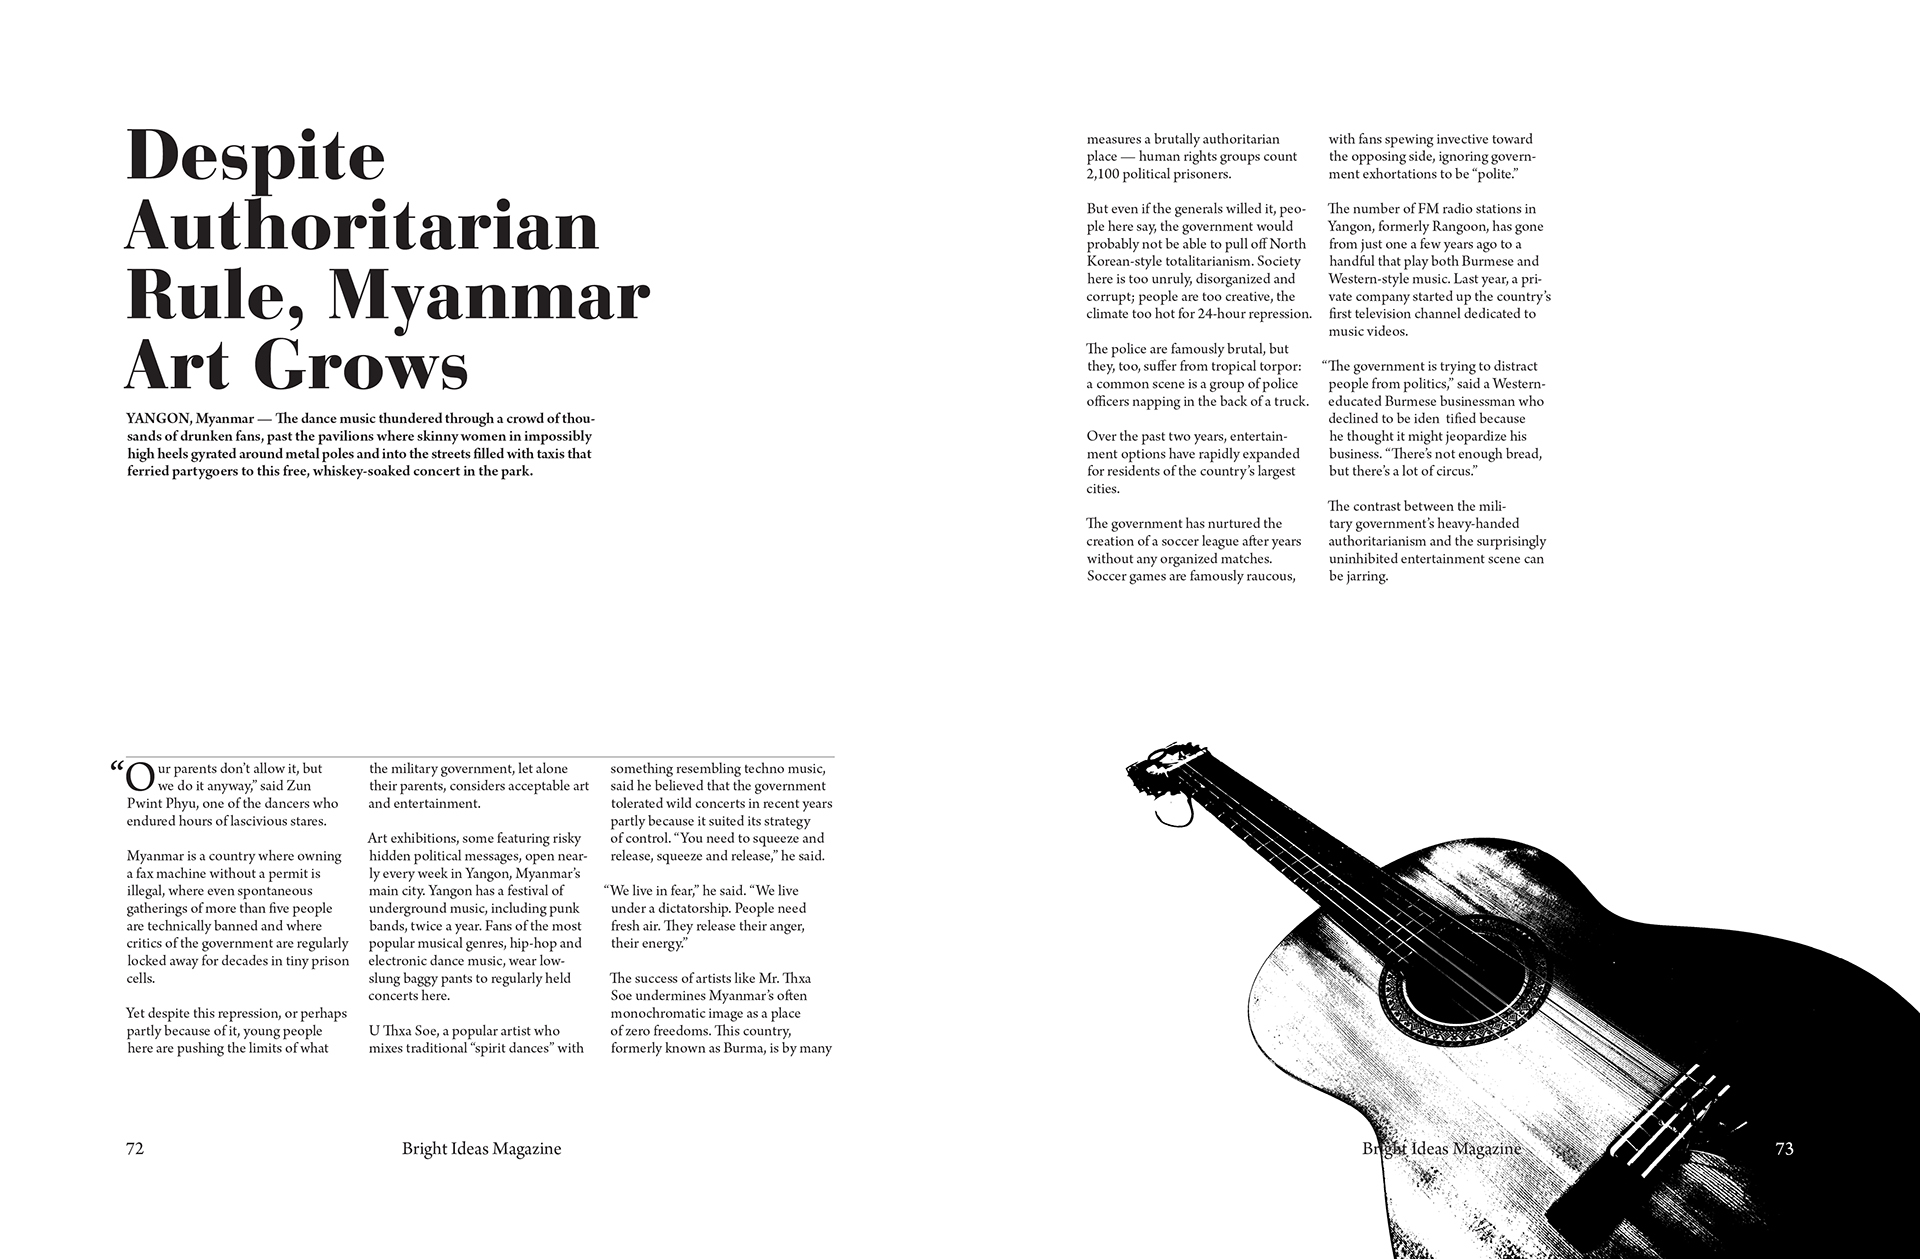 Despite
Authoritarian
Rule, Myanmar
Art Grows
YANGON, Myanmar — The dance music thundered through a crowd of thou-
sands of drunken fans, past the pavilions where skinny women in impossibly
high heels gyrated around metal poles and into the streets filled with taxis that
ferried partygoers to this free, whiskey-soaked concert in the park.
“Our parents don’t allow it, but
we do it anyway,” said Zun
Pwint Phyu, one of the dancers who
endured hours of lascivious stares.
Myanmar is a country where owning
a fax machine without a permit is
illegal, where even spontaneous
gatherings of more than five people
are technically banned and where
critics of the government are regularly
locked away for decades in tiny prison
cells.
Yet despite this repression, or perhaps
partly because of it, young people
here are pushing the limits of what
the military government, let alone
their parents, considers acceptable art
and entertainment.
Art exhibitions, some featuring risky
hidden political messages, open near-
ly every week in Yangon, Myanmar’s
main city. Yangon has a festival of
underground music, including punk
bands, twice a year. Fans of the most
popular musical genres, hip-hop and
electronic dance music, wear low-
slung baggy pants to regularly held
concerts here.
U Thxa Soe, a popular artist who
mixes traditional “spirit dances” with
something resembling techno music,
said he believed that the government
tolerated wild concerts in recent years
partly because it suited its strategy
of control. “You need to squeeze and
release, squeeze and release,” he said.
“We live in fear,” he said. “We live
under a dictatorship. People need
fresh air. They release their anger,
their energy.”
The success of artists like Mr. Thxa
Soe undermines Myanmar’s often
monochromatic image as a place
of zero freedoms. This country,
formerly known as Burma, is by many
72
Bright Ideas Magazine
measures a brutally authoritarian
place — human rights groups count
2,100 political prisoners.
But even if the generals willed it, peo-
ple here say, the government would
probably not be able to pull off North
Korean-style totalitarianism. Society
here is too unruly, disorganized and
corrupt; people are too creative, the
climate too hot for 24-hour repression.
The police are famously brutal, but
they, too, suffer from tropical torpor:
a common scene is a group of police
officers napping in the back of a truck.
Over the past two years, entertain-
ment options have rapidly expanded
for residents of the country’s largest
cities.
The government has nurtured the
creation of a soccer league after years
without any organized matches.
Soccer games are famously raucous,
with fans spewing invective toward
the opposing side, ignoring govern-
ment exhortations to be “polite.”
The number of FM radio stations in
Yangon, formerly Rangoon, has gone
from just one a few years ago to a
handful that play both Burmese and
Western-style music. Last year, a pri-
vate company started up the country’s
first television channel dedicated to
music videos.
“The government is trying to distract
people from politics,” said a Western-
educated Burmese businessman who
declined to be iden tified because
he thought it might jeopardize his
business. “There’s not enough bread,
but there’s a lot of circus.”
The contrast between the mili-
tary government’s heavy-handed
authoritarianism and the surprisingly
uninhibited entertainment scene can
be jarring.
Bright Ideas Magazine
73